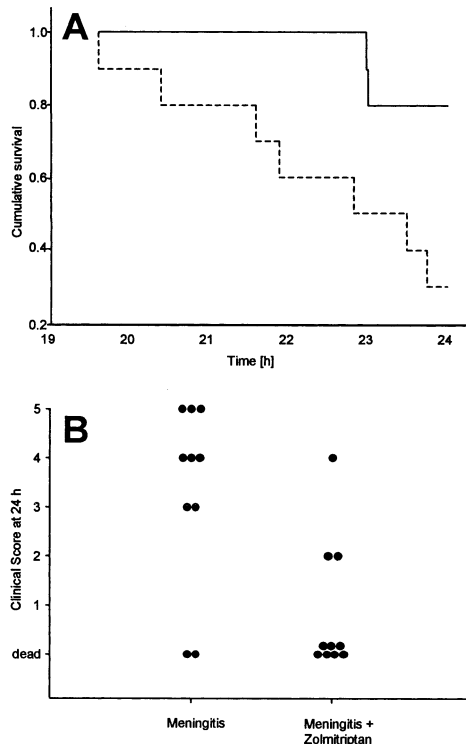 A
1.0
0.8
0.6
0.4
0.2
Cumulative survival
19 20 21 22 23 24
Time [h]
B
5
4
3
2
1
dead
Clinical Score at 24 h
Meningitis
Meningitis +
Zolmitriptan